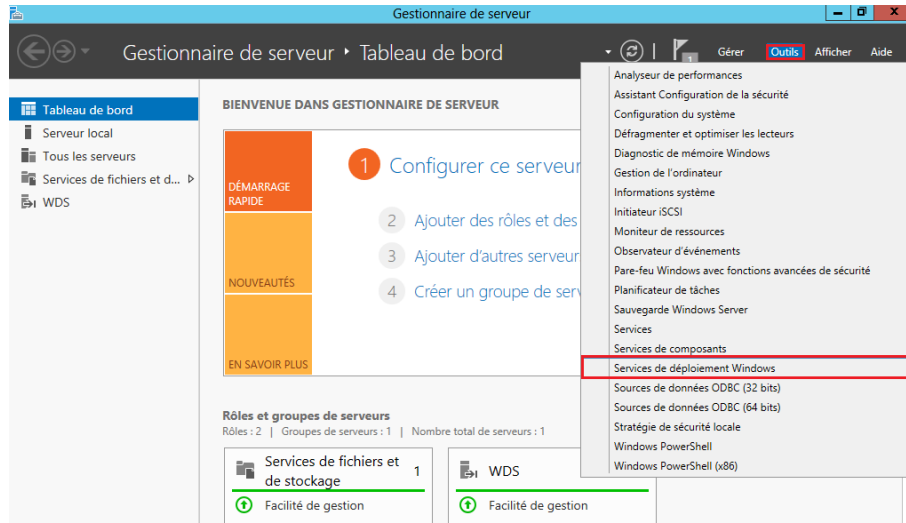 Gestionnaire de serveur
Gestionnaire de serveur ‣ Tableau de bord
1
Gérer
Outils
Afficher
Aide
Tableau de bord
Serveur local
Tous les serveurs
Services de fichiers et d...
WDS
BIENVENUE DANS GESTIONNAIRE DE SERVEUR
DÉMARRAGE
RAPIDE
NOUVEAUTÉS
EN SAVOIR PLUS
1 Configurer ce serveur
2 Ajouter des rôles et des
3 Ajouter d'autres serveur
4 Créer un groupe de serv
Analyseur de performances
Assistant Configuration de la sécurité
Configuration du système
Défragmenter et optimiser les lecteurs
Diagnostic de mémoire Windows
Gestion de l'ordinateur
Informations système
Initiateur iSCSI
Moniteur de ressources
Observateur d'événements
Pare-feu Windows avec fonctions avancées de sécurité
Planificateur de tâches
Sauvegarde Windows Server
Services
Services de composants
Services de déploiement Windows
Sources de données ODBC (32 bits)
Sources de données ODBC (64 bits)
Stratégie de sécurité locale
Windows PowerShell
Windows PowerShell (x86)
Rôles et groupes de serveurs
Rôles : 2 | Groupes de serveurs : 1 | Nombre total de serveurs : 1
Services de fichiers et
de stockage
1
Facilité de gestion
WDS
Facilité de gestion